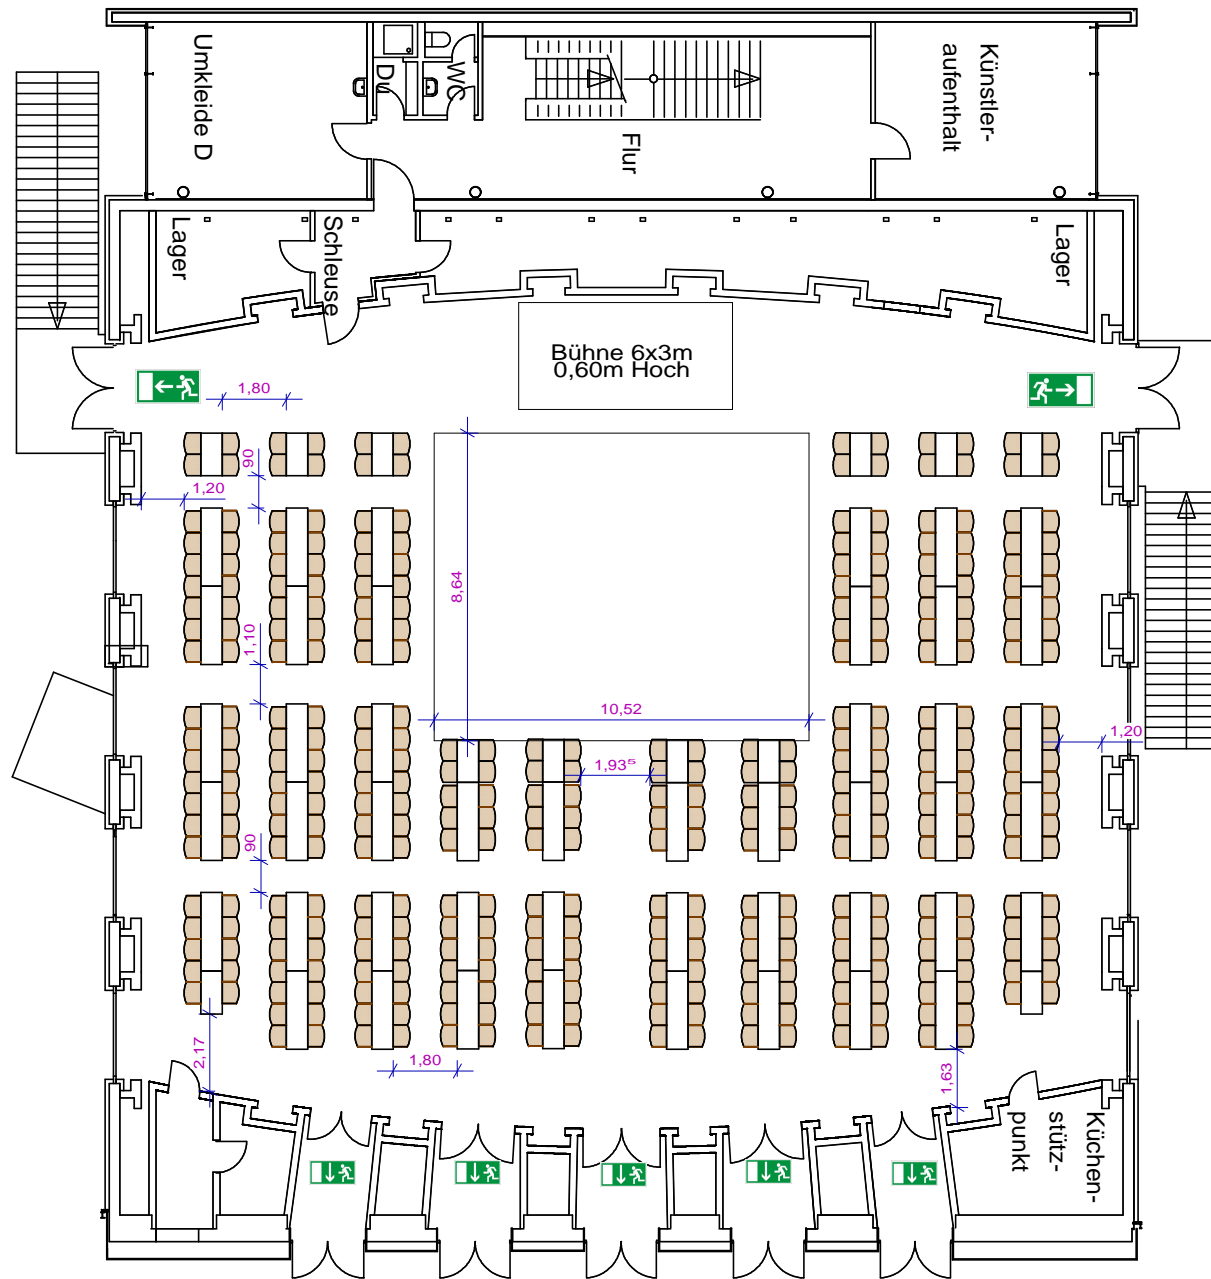 Umkleide D
Du
WC
Flur
Künstler-
aufenthalt
Lager
Schleuse
Lager
Bühne 6x3m
0,60m Hoch
1,80
90
1,20
8,64
1,10
10,52
1,20
1,93⁵
90
2,17
1,80
1,63
Küchen-
stütz-
punkt